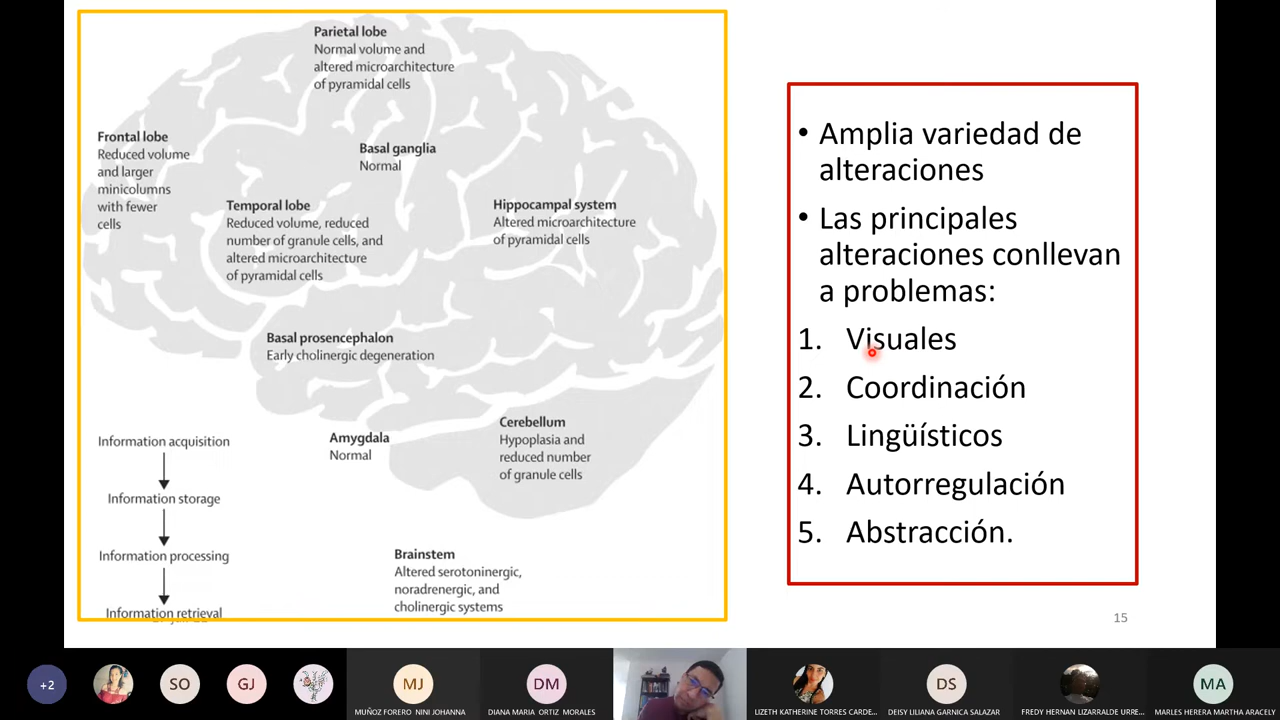 Parietal lobe
Normal volume and
altered microarchitecture
of pyramidal cells
Frontal lobe
Reduced volume
and larger
minicolumns
with fewer
cells
Basal ganglia
Normal
Temporal lobe
Reduced volume, reduced
number of granule cells, and
altered microarchitecture
of pyramidal cells
Hippocampal system
Altered microarchitecture
of pyramidal cells
Basal prosencephalon
Early cholinergic degeneration
Cerebellum
Hypoplasia and
reduced number
of granule cells
Amygdala
Normal
Information acquisition
Information storage
Information processing
Information retrieval
Brainstem
Altered serotoninergic,
noradrenergic, and
cholinergic systems
• Amplia variedad de
alteraciones
• Las principales
alteraciones conllevan
a problemas:
1. Visuales
2. Coordinación
3. Lingüísticos
4. Autorregulación
5. Abstracción.
15
+2
SO
GJ
MJ
DM
DS
MA
MUÑOZ FORERO NINI JOHANNA
DIANA MARIA ORTIZ MORALES
LIZETH KATHERINE TORRES CARDE...
DEISY LILIANA GARNICA SALAZAR
FREDY HERNAN LIZARRALDE URRE...
MARLES HERERA MARTHA ARACELY